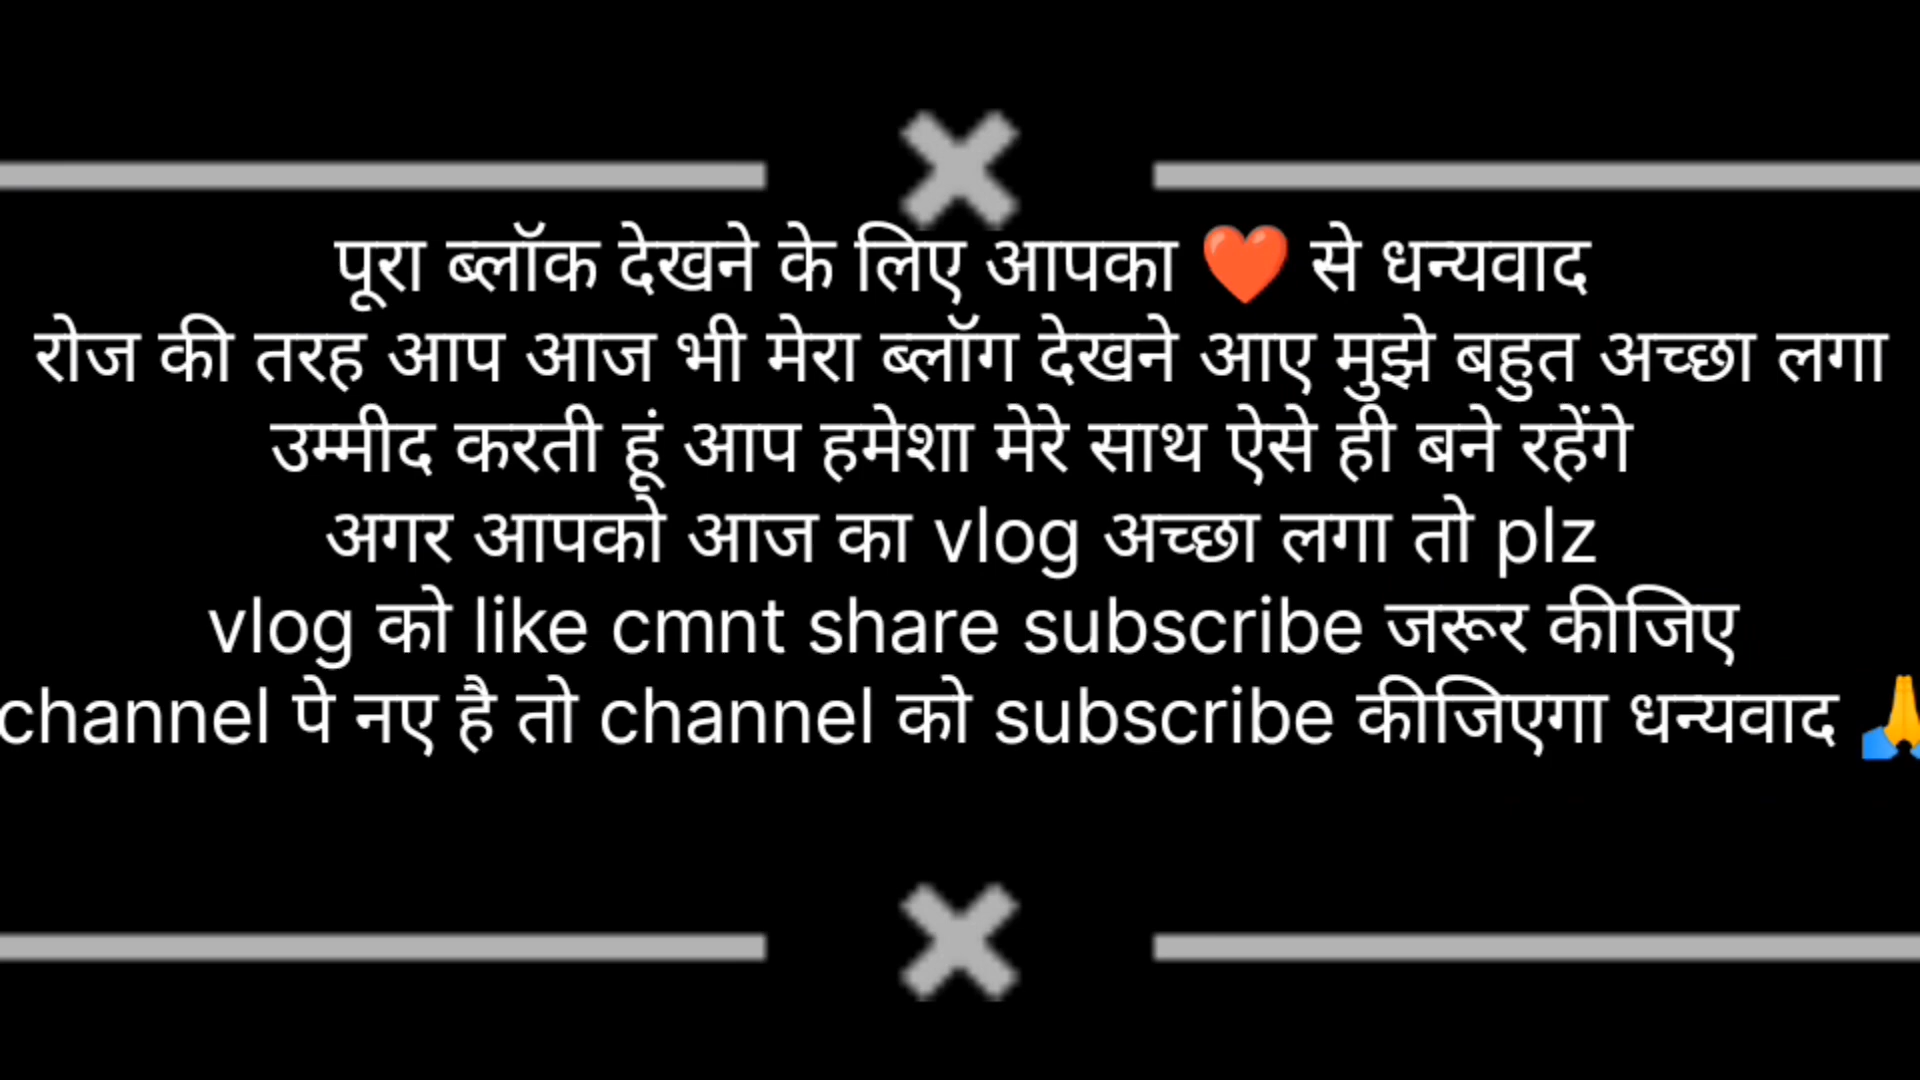 पूरा ब्लॉक देखने के लिए आपका ❤️ से धन्यवाद
रोज की तरह आप आज भी मेरा ब्लॉग देखने आए मुझे बहुत अच्छा लगा
उम्मीद करती हूं आप हमेशा मेरे साथ ऐसे ही बने रहेंगे
अगर आपको आज का vlog अच्छा लगा तो plz
vlog को like cmnt share subscribe जरूर कीजिए
channel पे नए है तो channel को subscribe कीजिएगा धन्यवाद 🙏